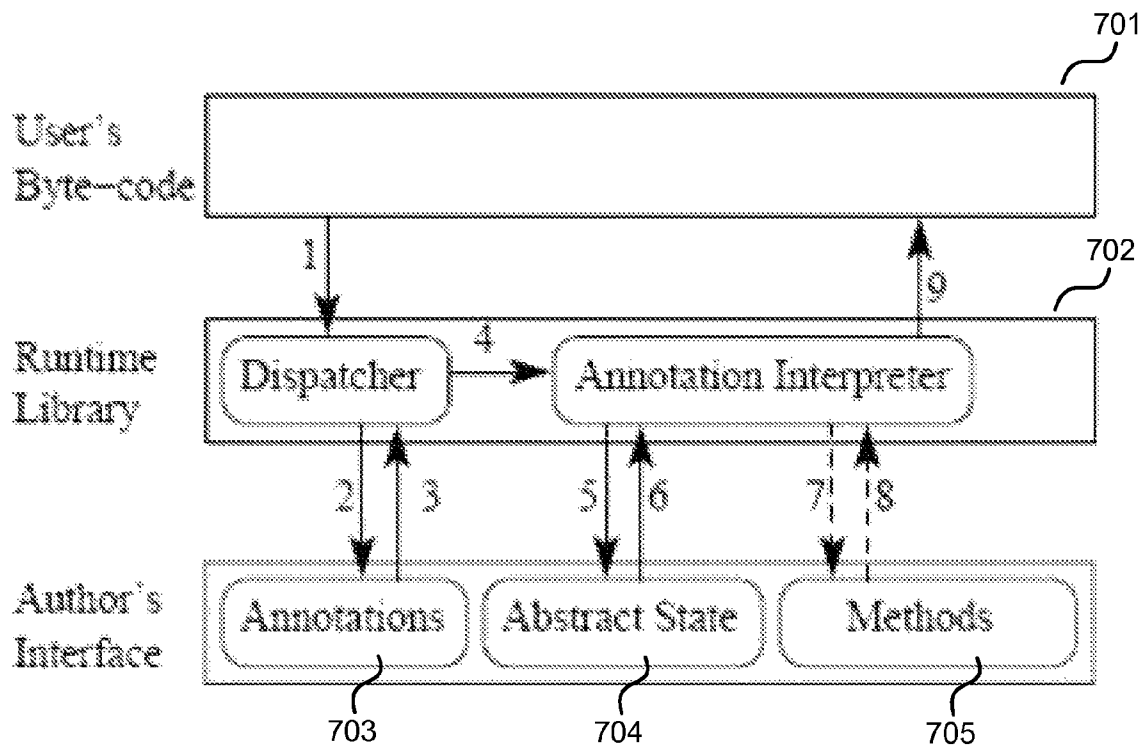 701
User's
Byte-code
1
9
702
Runtime
Library
Dispatcher
4
Annotation Interpreter
2
3
5
6
7
8
Author's
Interface
Annotations
Abstract State
Methods
703
704
705